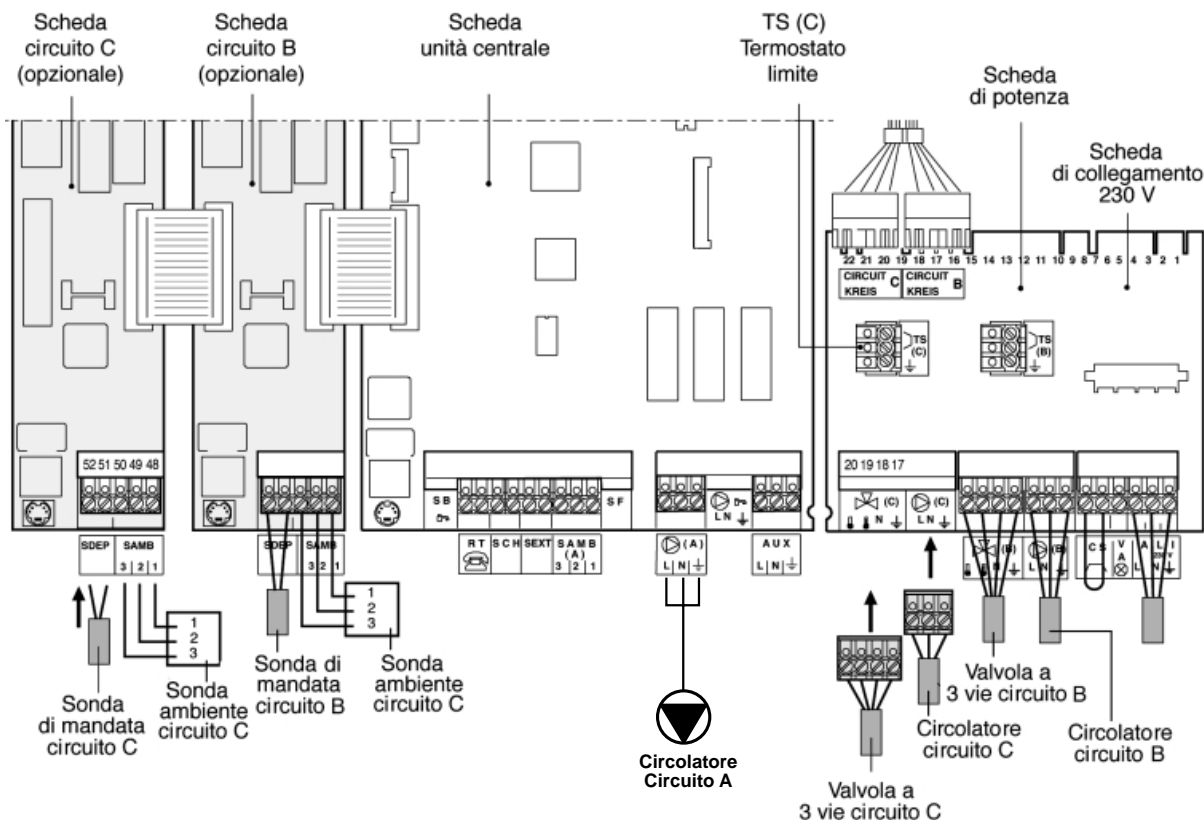 Scheda
circuito C
(opzionale)
Scheda
circuito B
(opzionale)
Scheda
unità centrale
TS (C)
Termostato
limite
Scheda
di potenza
Scheda
di collegamento
230 V
22 21 20 19 18 17 16 15 14 13 12 11 10 9 8 7 6 5 4 3 2 1
CIRCUIT C
KREIS
CIRCUIT B
KREIS
TS
(C)
TS
(B)
52 51 50 49 48
20 19 18 17
SB
SF
(C)
N
(C)
L N
L N
SDEP
SAMB
3 2 1
SDEP
SAMB
3 2 1
RT
SCH
SEXT
SAMB
(A)
3 2 1
(A)
L N
AUX
L N
(B)
N
(B)
L N
CS
V
A
A L I
L N
1
2
3
1
2
3
Sonda
di mandata
circuito C
Sonda
ambiente
circuito C
Sonda di
mandata
circuito B
Sonda
ambiente
circuito C
Circolatore
Circuito A
Valvola a
3 vie circuito C
Circolatore
circuito C
Valvola a
3 vie circuito B
Circolatore
circuito B